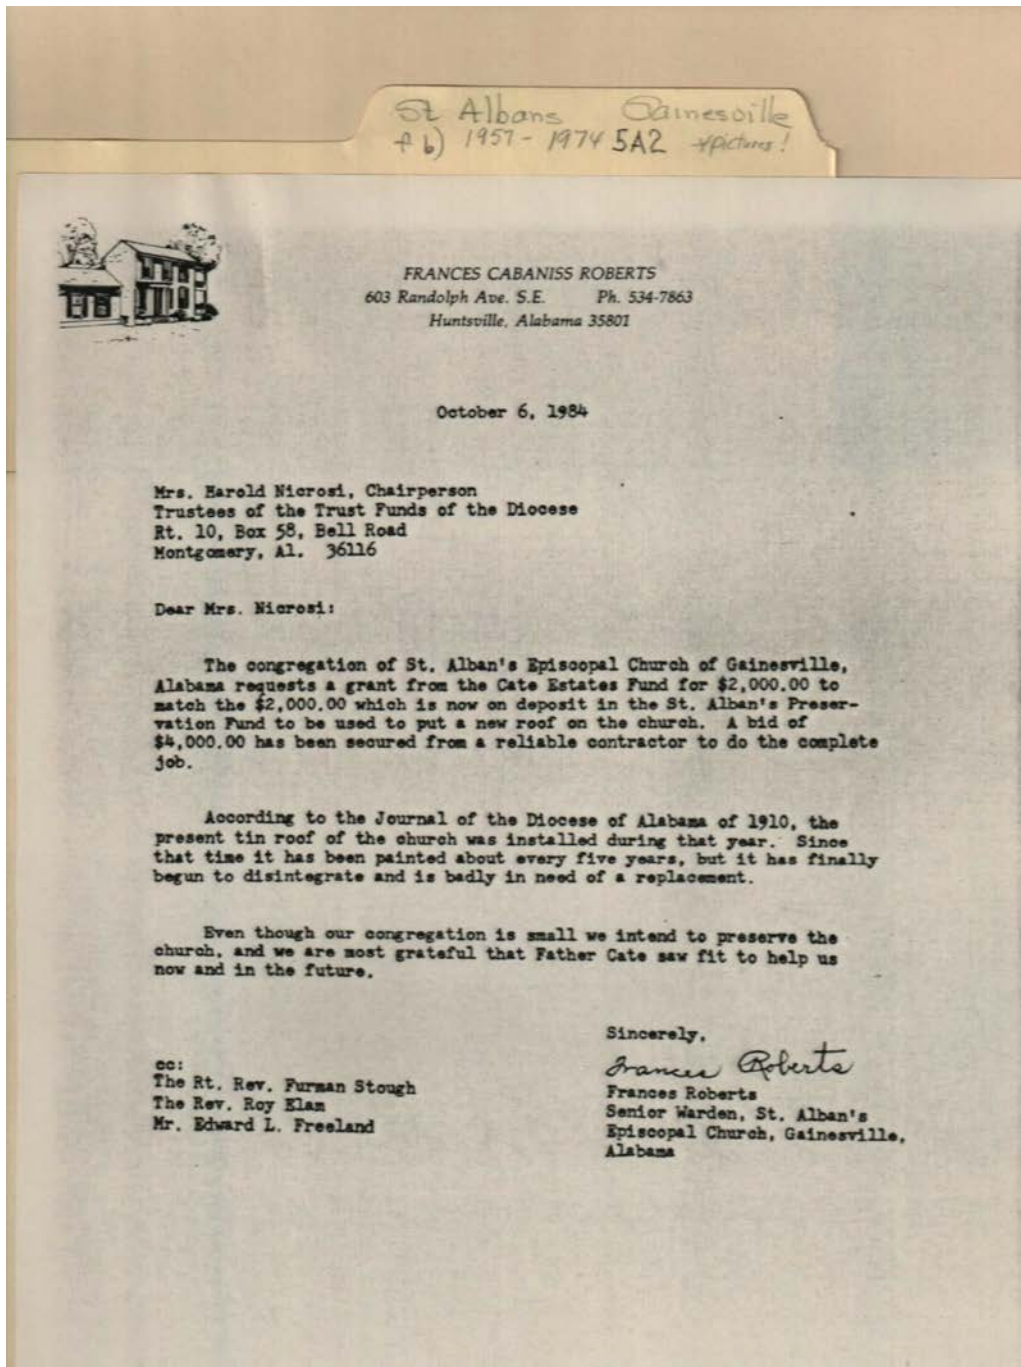 St Albans Gainesville
f b) 1957 - 1974 5A2 + pictures!
FRANCES CABANISS ROBERTS
603 Randolph Ave. S.E. Ph. 534-7863
Huntsville, Alabama 35801
October 6, 1984
Mrs. Harold Nicrosi, Chairperson
Trustees of the Trust Funds of the Diocese
Rt. 10, Box 58, Bell Road
Montgomery, Al. 36116
Dear Mrs. Nicrosi:
The congregation of St. Alban's Episcopal Church of Gainesville,
Alabama requests a grant from the Cate Estates Fund for $2,000.00 to
match the $2,000.00 which is now on deposit in the St. Alban's Preser-
vation Fund to be used to put a new roof on the church. A bid of
$4,000.00 has been secured from a reliable contractor to do the complete
job.
According to the Journal of the Diocese of Alabama of 1910, the
present tin roof of the church was installed during that year. Since
that time it has been painted about every five years, but it has finally
begun to disintegrate and is badly in need of a replacement.
Even though our congregation is small we intend to preserve the
church, and we are most grateful that Father Cate saw fit to help us
now and in the future.
Sincerely,
Frances Roberts
Frances Roberts
Senior Warden, St. Alban's
Episcopal Church, Gainesville,
Alabama
cc:
The Rt. Rev. Furman Stough
The Rev. Roy Elam
Mr. Edward L. Freeland